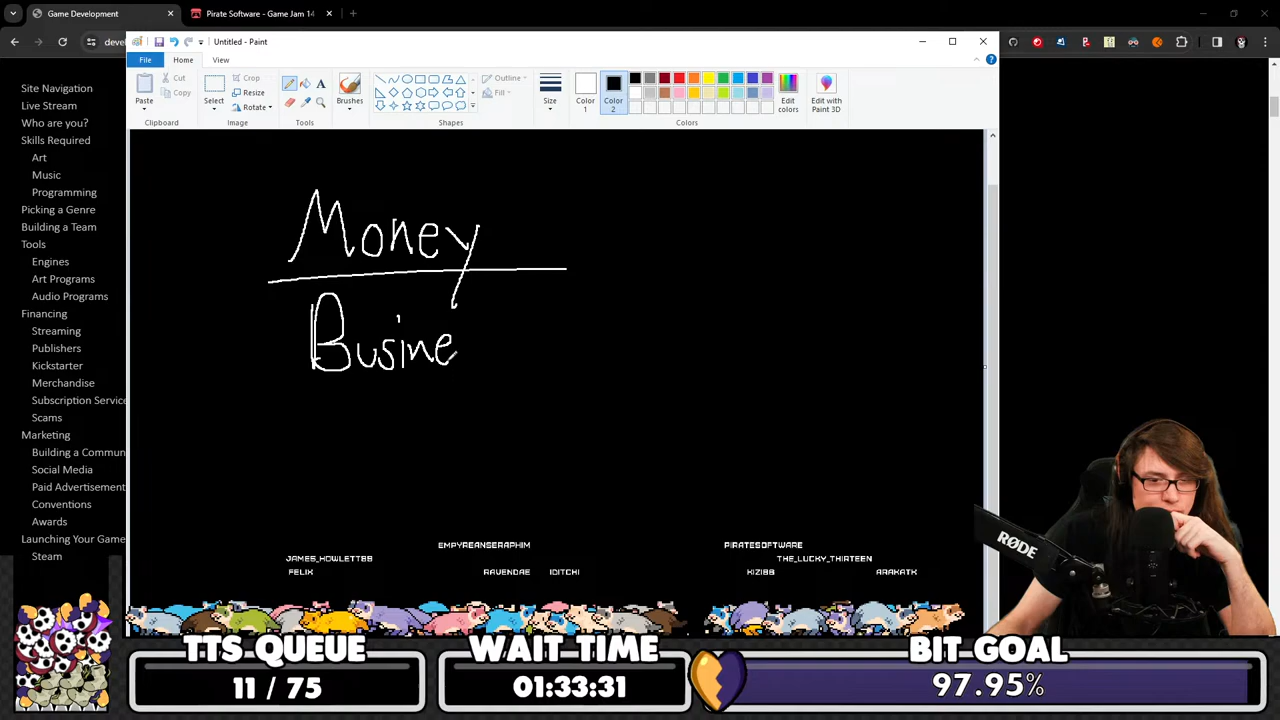 Game Development
Pirate Software - Game Jam 14
devel
Untitled - Paint
File
Home
View
Paste
Cut
Copy
Clipboard
Select
Crop
Resize
Rotate
Image
Tools
Brushes
Outline
Fill
Shapes
Size
Color 1
Color 2
Edit colors
Edit with Paint 3D
Colors
Site Navigation
Live Stream
Who are you?
Skills Required
Art
Music
Programming
Picking a Genre
Building a Team
Tools
Engines
Art Programs
Audio Programs
Financing
Streaming
Publishers
Kickstarter
Merchandise
Subscription Service
Scams
Marketing
Building a Commun
Social Media
Paid Advertisement
Conventions
Awards
Launching Your Game
Steam
Money
Busine
EMPYREANSERAPHIM
PIRATESOFTWARE
JAMES_HOWLETT88
THE_LUCKY_THIRTEEN
FELIX
RAVENDAE
IDITCHI
KIZI88
ARAKATK
RØDE
TTS QUEUE
11 / 75
WAIT TIME
01:33:31
BIT GOAL
97.95%